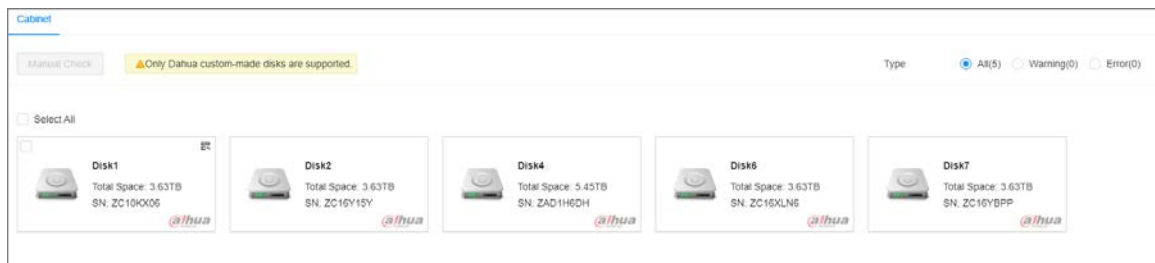 Cabinet
Manual Check
Only Dahua custom-made disks are supported.
Type
All(5)
Warning(0)
Error(0)
Select All
Disk1
Total Space: 3.63TB
SN: ZC10KX06
alhua
Disk2
Total Space: 3.63TB
SN: ZC16Y15Y
alhua
Disk4
Total Space: 5.45TB
SN: ZAD1H6DH
alhua
Disk6
Total Space: 3.63TB
SN: ZC16XLN6
alhua
Disk7
Total Space: 3.63TB
SN: ZC16YBPP
alhua